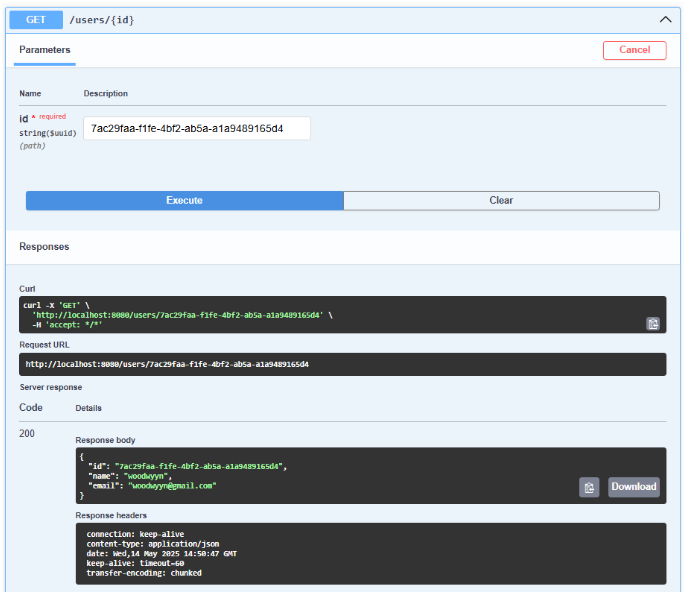 GET /users/{id}
Parameters
Cancel
Name Description
id * required
string($uuid)
(path)
7ac29faa-f1fe-4bf2-ab5a-a1a9489165d4
Execute Clear
Responses
Curl
curl -X 'GET' \
'http://localhost:8080/users/7ac29faa-f1fe-4bf2-ab5a-a1a9489165d4' \
-H 'accept: */*'
Request URL
http://localhost:8080/users/7ac29faa-f1fe-4bf2-ab5a-a1a9489165d4
Server response
Code Details
200
Response body
{
"id": "7ac29faa-f1fe-4bf2-ab5a-a1a9489165d4",
"name": "woodwyyn",
"email": "woodwyyn@gmail.com"
}
Download
Response headers
connection: keep-alive
content-type: application/json
date: Wed,14 May 2025 14:50:47 GMT
keep-alive: timeout=60
transfer-encoding: chunked